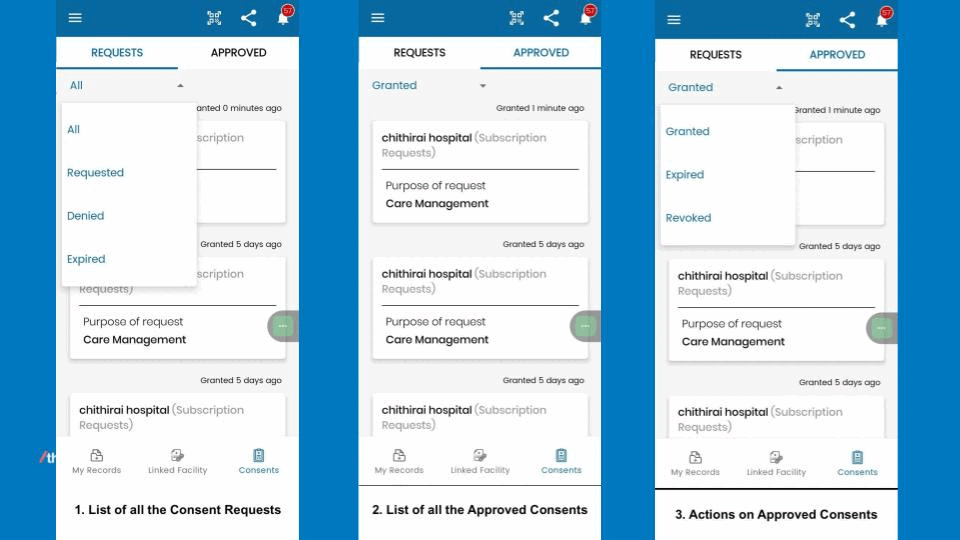 57
REQUESTS APPROVED
All
anted 0 minutes ago
All
scription
Requested
Denied
Granted 5 days ago
Expired
scription
Requests)
Purpose of request
Care Management
Granted 5 days ago
chithirai hospital (Subscription
Requests)
My Records Linked Facility Consents
1. List of all the Consent Requests
57
REQUESTS APPROVED
Granted
Granted 1 minute ago
chithirai hospital (Subscription
Requests)
Purpose of request
Care Management
Granted 5 days ago
chithirai hospital (Subscription
Requests)
Purpose of request
Care Management
Granted 5 days ago
chithirai hospital (Subscription
Requests)
My Records Linked Facility Consents
2. List of all the Approved Consents
57
REQUESTS APPROVED
Granted
Granted 1 minute ago
Granted
scription
Expired
Revoked
Granted 5 days ago
chithirai hospital (Subscription
Requests)
Purpose of request
Care Management
Granted 5 days ago
chithirai hospital (Subscription
Requests)
My Records Linked Facility Consents
3. Actions on Approved Consents
/th